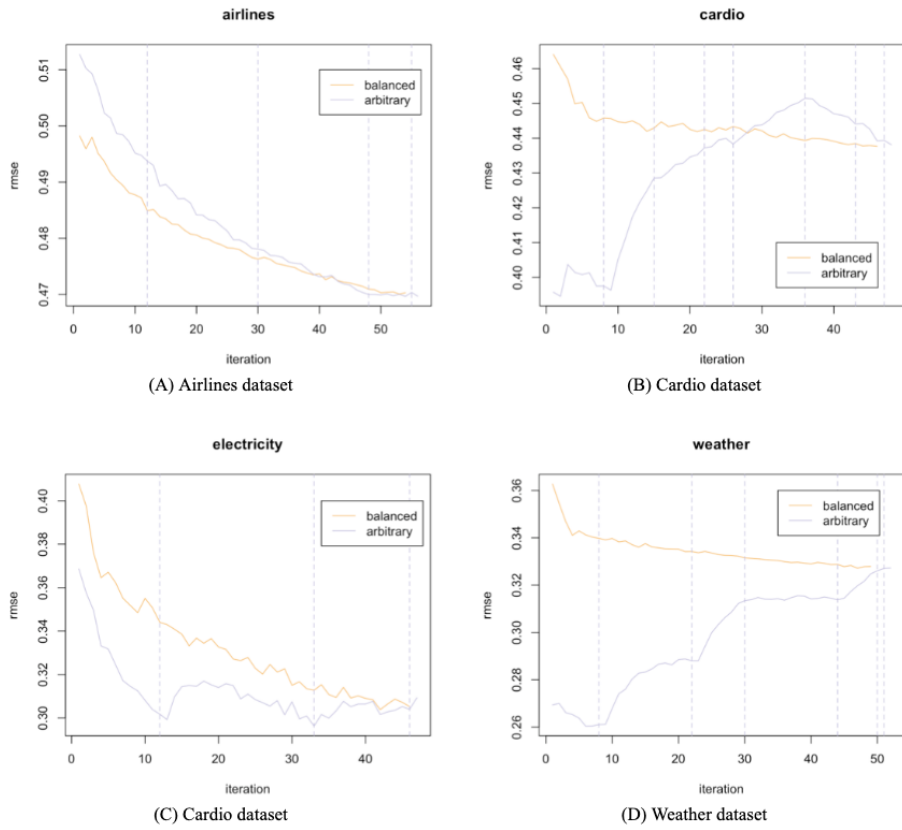 airlines
0.51
0.50
0.49
0.48
0.47
rmse
balanced
arbitrary
0 10 20 30 40 50
iteration
(A) Airlines dataset
cardio
0.46
0.45
0.44
0.43
0.42
0.41
0.40
rmse
balanced
arbitrary
0 10 20 30 40
iteration
(B) Cardio dataset
electricity
0.40
0.38
0.36
0.34
0.32
0.30
rmse
balanced
arbitrary
0 10 20 30 40
iteration
(C) Cardio dataset
weather
0.36
0.34
0.32
0.30
0.28
0.26
rmse
balanced
arbitrary
0 10 20 30 40 50
iteration
(D) Weather dataset